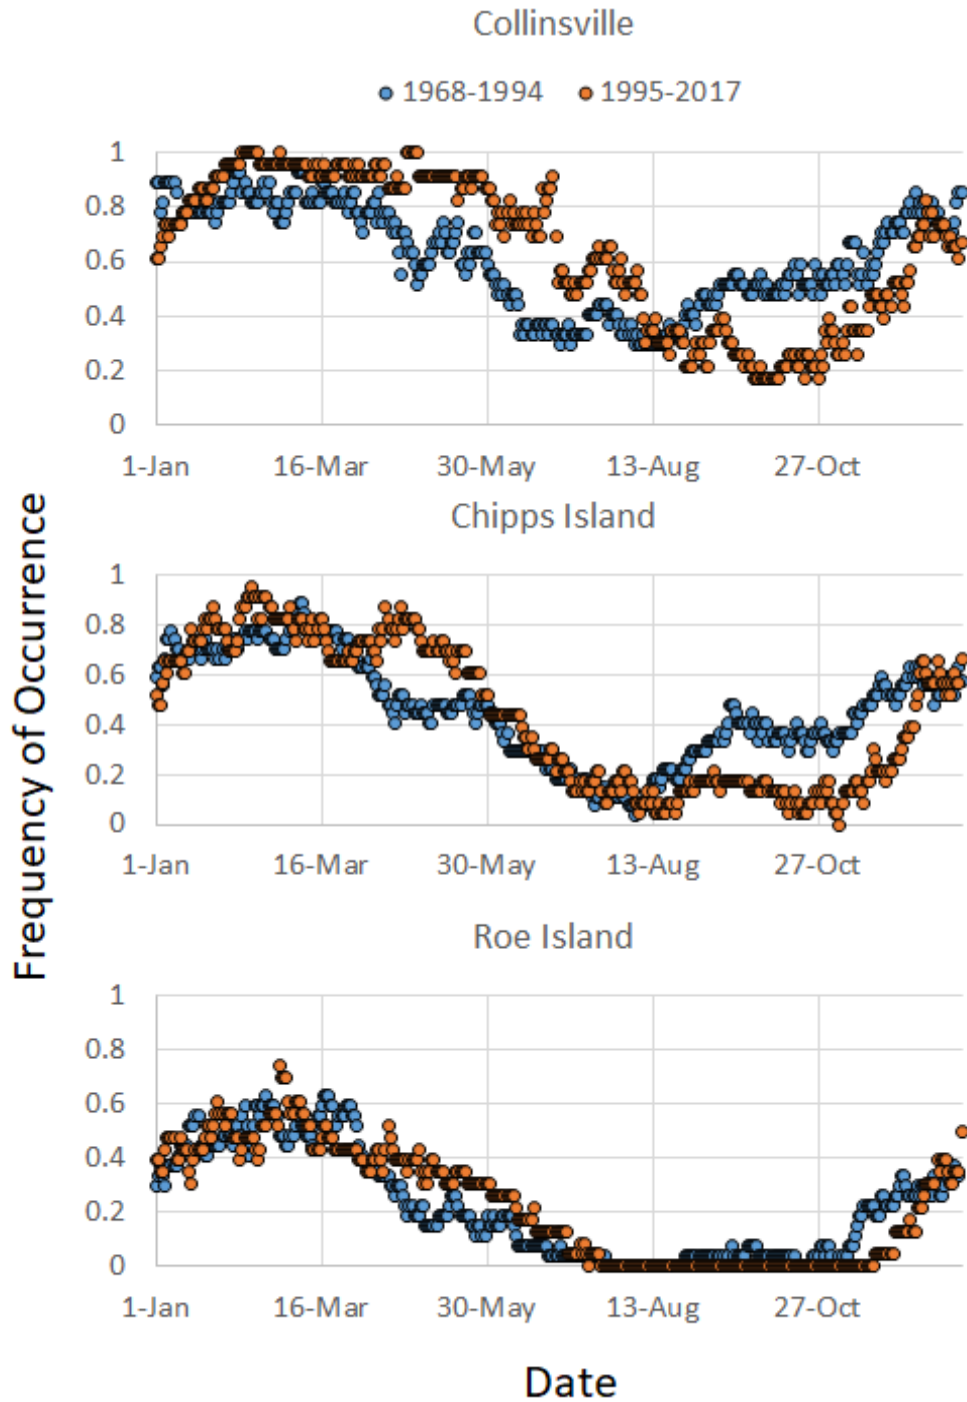 Collinsville
1968-1994 1995-2017
1
0.8
0.6
0.4
0.2
0
1-Jan 16-Mar 30-May 13-Aug 27-Oct
Frequency of Occurrence
Chipps Island
1
0.8
0.6
0.4
0.2
0
1-Jan 16-Mar 30-May 13-Aug 27-Oct
Roe Island
1
0.8
0.6
0.4
0.2
0
1-Jan 16-Mar 30-May 13-Aug 27-Oct
Date